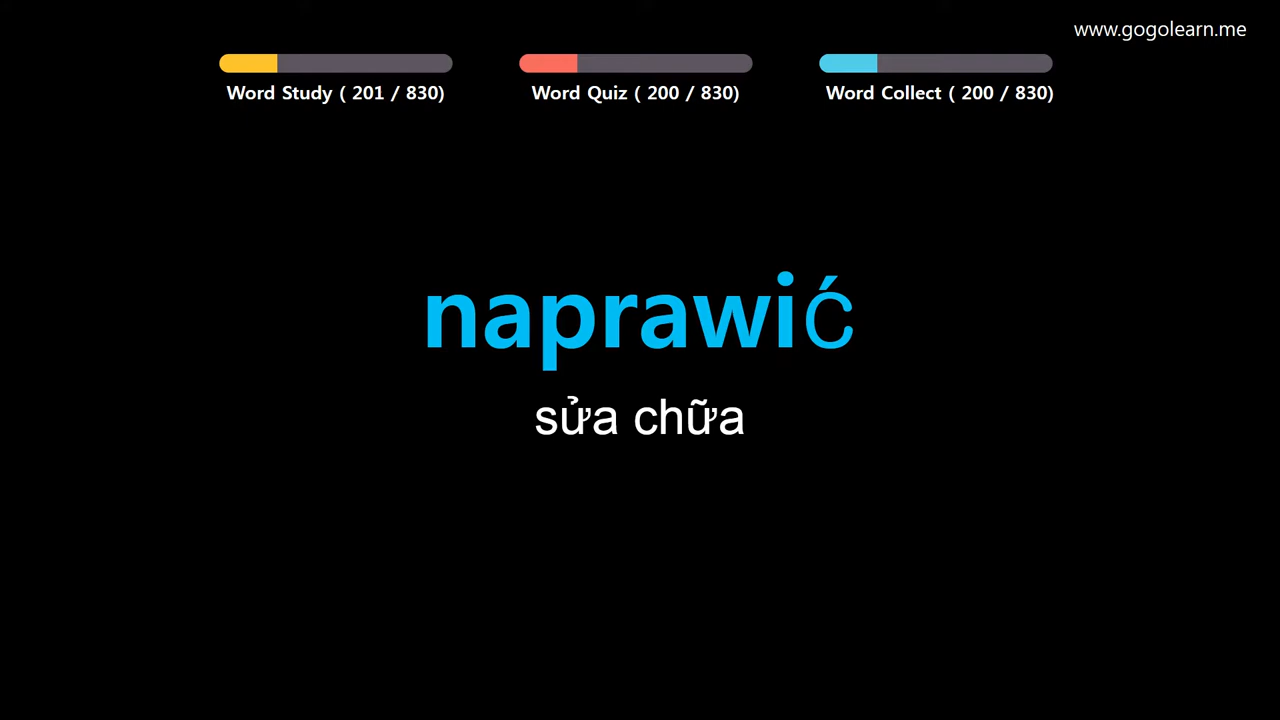 www.gogolearn.me
Word Study ( 201 / 830)
Word Quiz ( 200 / 830)
Word Collect ( 200 / 830)
naprawić
sửa chữa